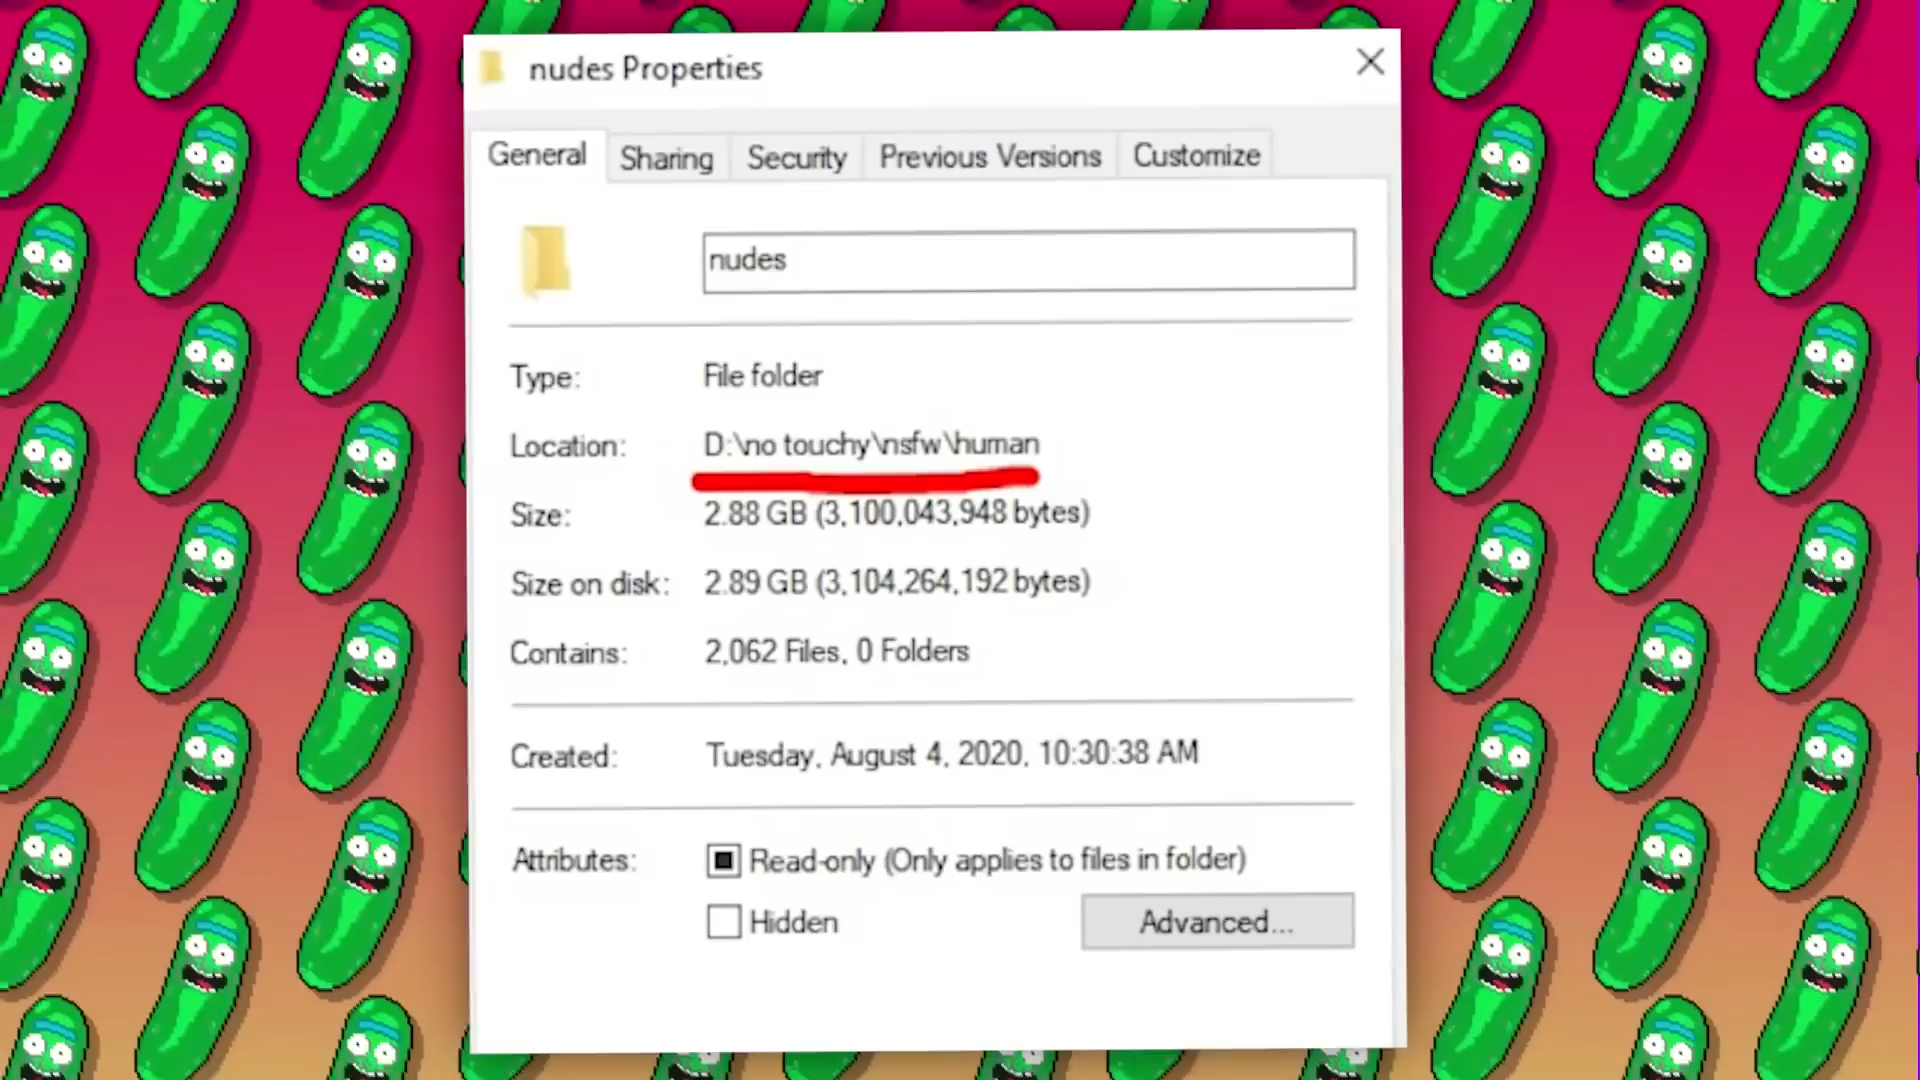 nudes Properties
General Sharing Security Previous Versions Customize
nudes
Type: File folder
Location: D:\no touchy\nsfw\human
Size: 2.88 GB (3,100,043,948 bytes)
Size on disk: 2.89 GB (3,104,264,192 bytes)
Contains: 2,062 Files, 0 Folders
Created: Tuesday, August 4, 2020, 10:30:38 AM
Attributes: Read-only (Only applies to files in folder)
Hidden Advanced...